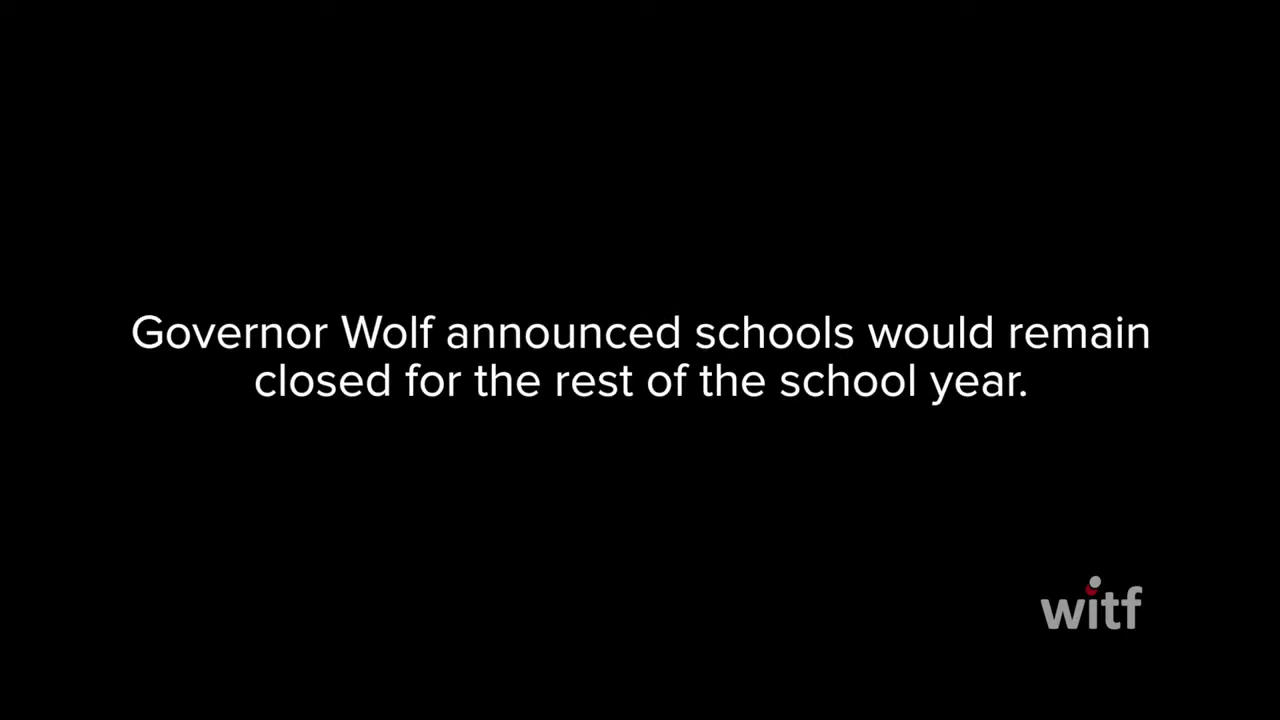 Governor Wolf announced schools would remain
closed for the rest of the school year.
witf